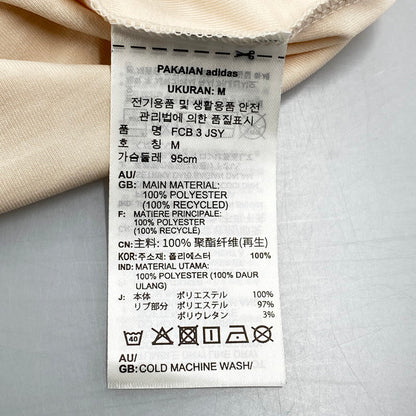 PAKAIAN adidas
UKURAN: M
전기용품 및 생활용품 안전
관리법에 의한 품질표시
품 명 FCB 3 JSY
호 칭 M
가슴둘레 95cm
AU/
GB: MAIN MATERIAL:
100% POLYESTER
(100% RECYCLED)
F: MATIÈRE PRINCIPALE:
100% POLYESTER
(100% RECYCLÉ)
CN: 主料: 100% 聚酯纤维(再生)
KOR: 주소재: 폴리에스터 100%
IND: MATERIAL UTAMA:
100% POLYESTER (100% DAUR
ULANG)
J: 本体 ポリエステル 100%
リブ部分 ポリエステル 97%
ポリウレタン 3%
40
AU/
GB: COLD MACHINE WASH/